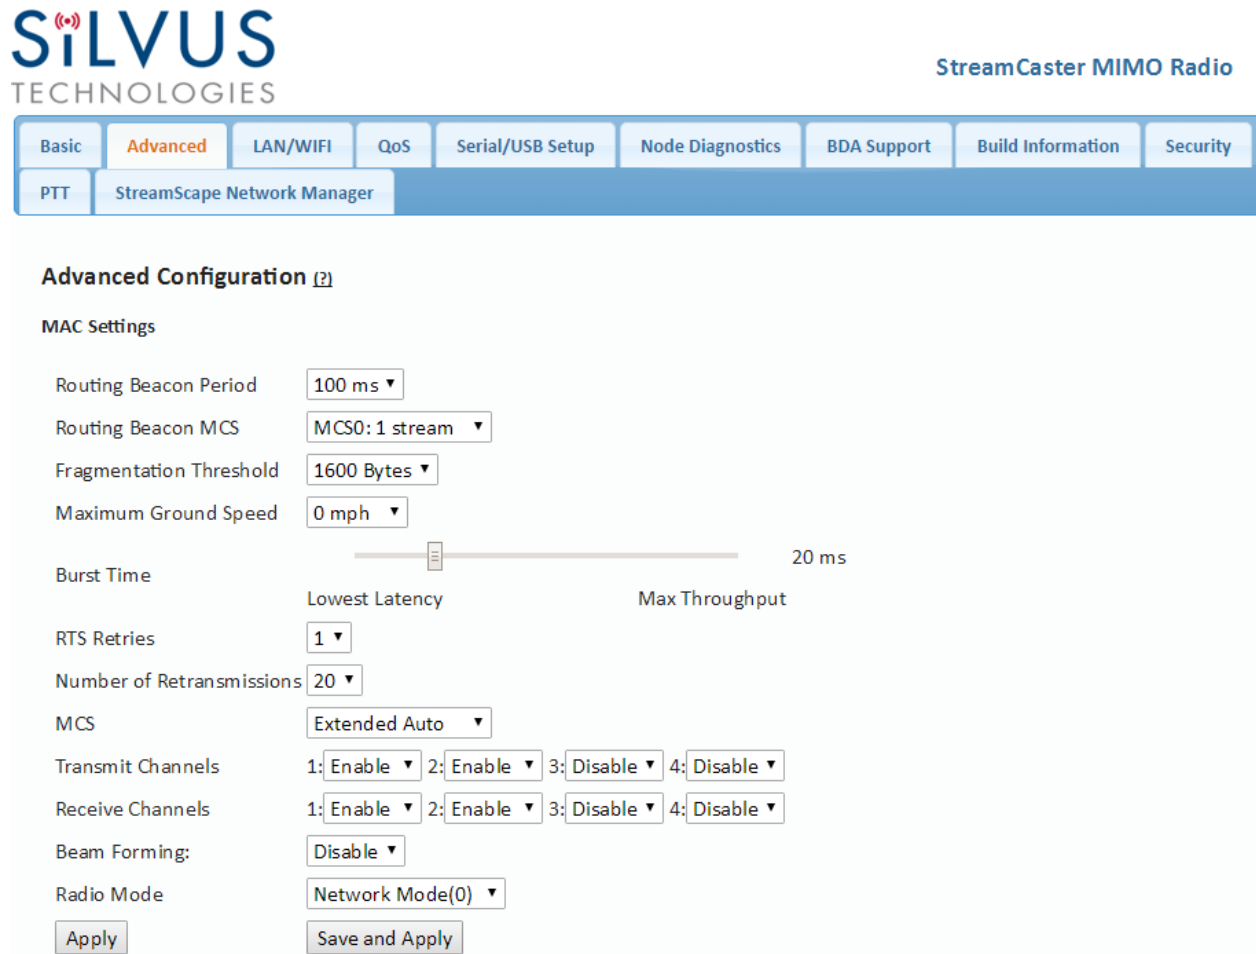 SiLVUS
TECHNOLOGIES
StreamCaster MIMO Radio
Basic Advanced LAN/WIFI QoS Serial/USB Setup Node Diagnostics BDA Support Build Information Security
PTT StreamScape Network Manager
Advanced Configuration (?)
MAC Settings
Routing Beacon Period 100 ms
Routing Beacon MCS MCS0: 1 stream
Fragmentation Threshold 1600 Bytes
Maximum Ground Speed 0 mph
20 ms
Burst Time
Lowest Latency Max Throughput
RTS Retries 1
Number of Retransmissions 20
MCS Extended Auto
Transmit Channels 1: Enable 2: Enable 3: Disable 4: Disable
Receive Channels 1: Enable 2: Enable 3: Disable 4: Disable
Beam Forming: Disable
Radio Mode Network Mode(0)
Apply Save and Apply